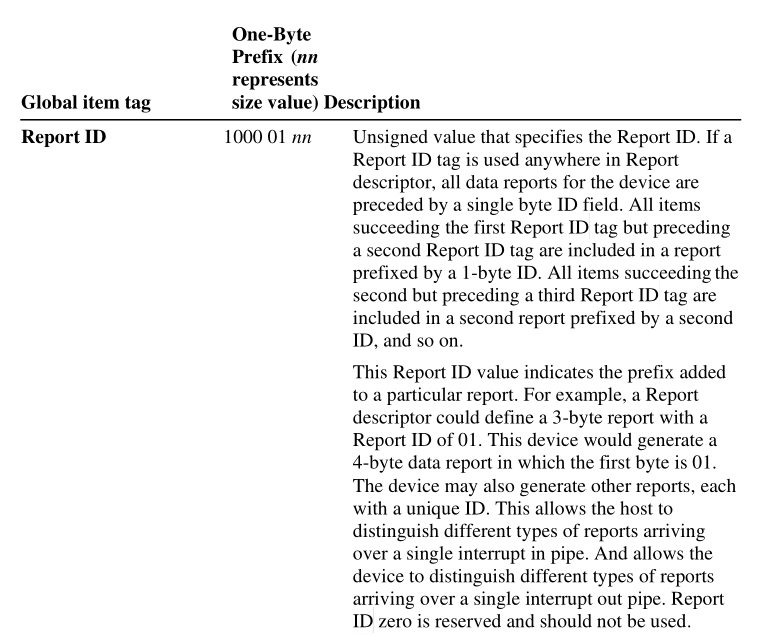 One-Byte
Prefix (nn
represents
Global item tag size value) Description
Report ID 1000 01 nn Unsigned value that specifies the Report ID. If a
Report ID tag is used anywhere in Report
descriptor, all data reports for the device are
preceded by a single byte ID field. All items
succeeding the first Report ID tag but preceding
a second Report ID tag are included in a report
prefixed by a 1-byte ID. All items succeeding the
second but preceding a third Report ID tag are
included in a second report prefixed by a second
ID, and so on.
This Report ID value indicates the prefix added
to a particular report. For example, a Report
descriptor could define a 3-byte report with a
Report ID of 01. This device would generate a
4-byte data report in which the first byte is 01.
The device may also generate other reports, each
with a unique ID. This allows the host to
distinguish different types of reports arriving
over a single interrupt in pipe. And allows the
device to distinguish different types of reports
arriving over a single interrupt out pipe. Report
ID zero is reserved and should not be used.